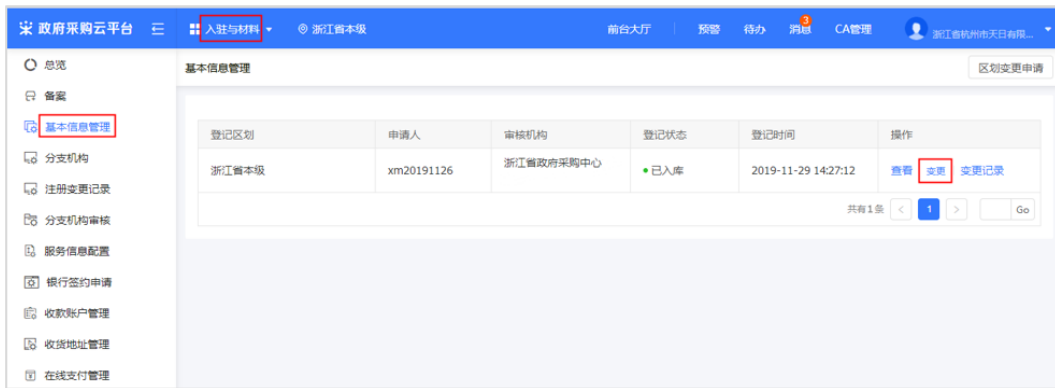 政府采购云平台 入驻与材料 浙江省本级 前台大厅 预警 待办 消息 3 CA管理 浙江省杭州市天目有限...
总览
基本信息管理 区划变更申请
备案
基本信息管理
分支机构
注册变更记录
分支机构审核
服务信息配置
银行签约申请
收款账户管理
收货地址管理
在线支付管理
登记区划 申请人 审核机构 登记状态 登记时间 操作
浙江省本级 xm20191126 浙江省政府采购中心 已入库 2019-11-29 14:27:12 查看 变更 变更记录
共有1条 < 1 > Go